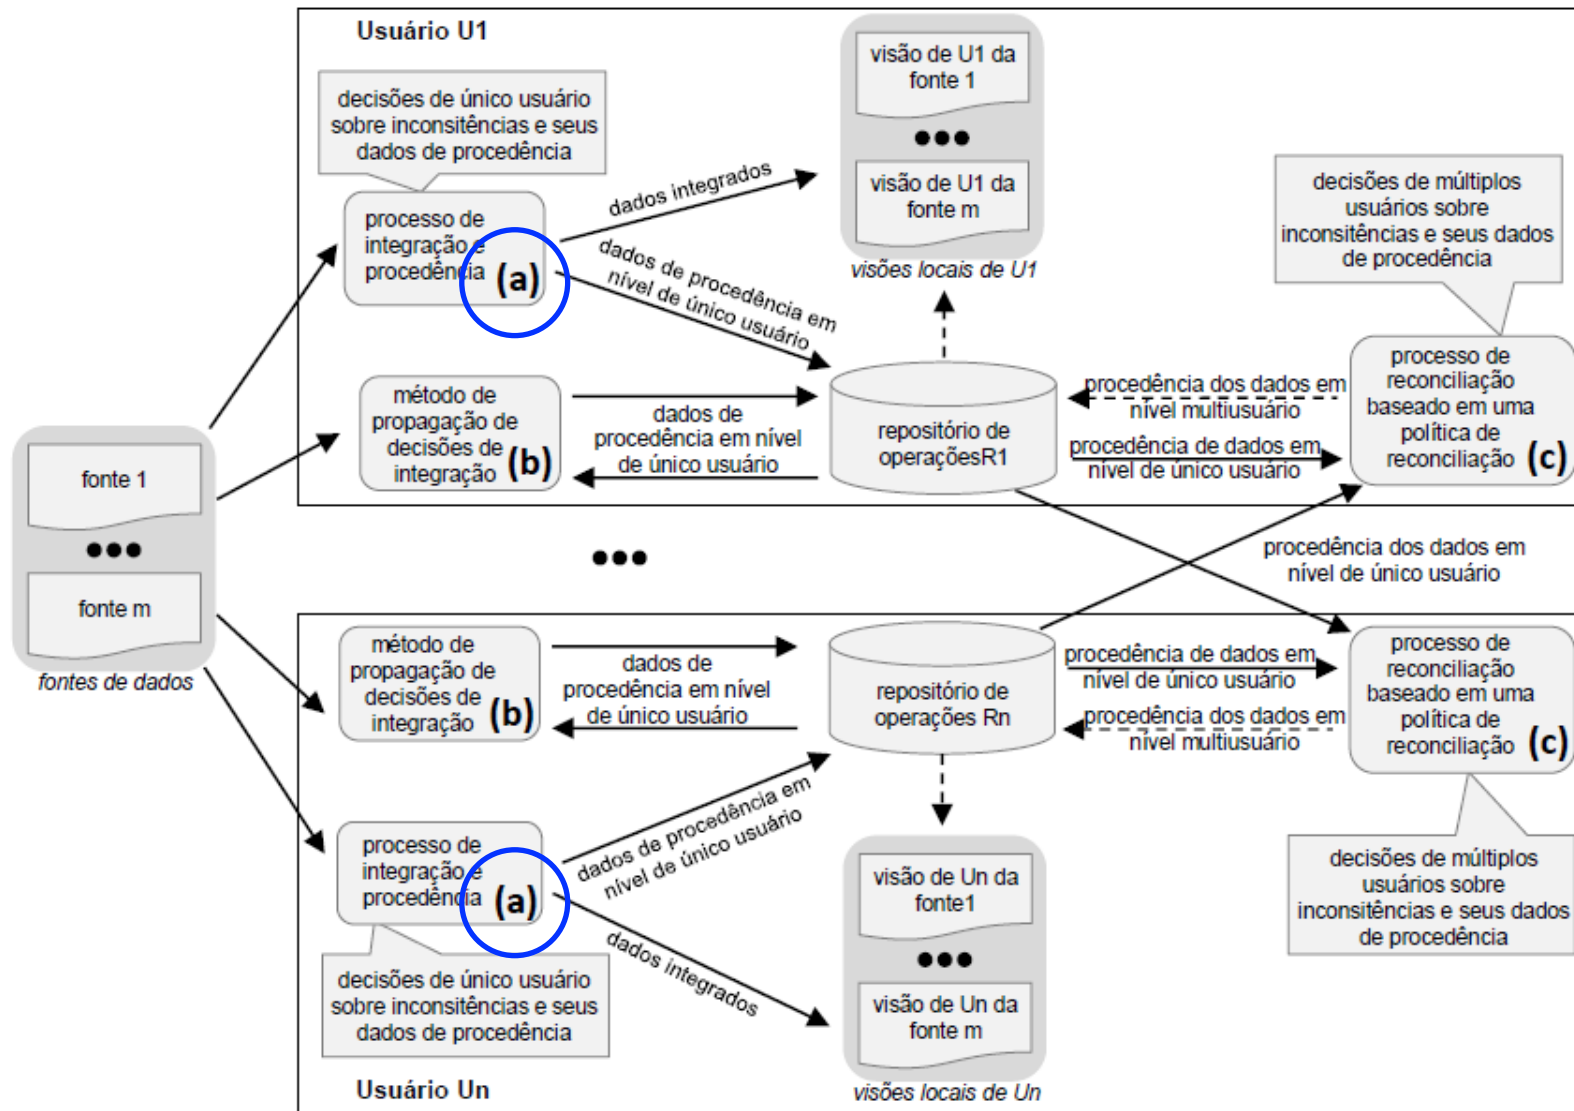 Usuário U1
decisões de único usuário
sobre inconsitências e seus
dados de procedência
processo de
integração e
procedência
(a)
dados integrados
dados de procedência em
nível de único usuário
visão de U1 da
fonte 1
visão de U1 da
fonte m
visões locais de U1
decisões de múltiplos
usuários sobre
inconsitências e seus dados
de procedência
método de
propagação de
decisões de
integração
(b)
dados de
procedência em nível
de único usuário
repositório de
operaçõesR1
procedência dos dados em
nível multiusuário
procedência de dados em
nível de único usuário
processo de
reconciliação
baseado em uma
política de
reconciliação
(c)
fonte 1
fonte m
fontes de dados
procedência dos dados em
nível de único usuário
método de
propagação de
decisões de
integração
(b)
dados de
procedência em nível
de único usuário
repositório de
operações Rn
procedência de dados em
nível de único usuário
procedência dos dados em
nível multiusuário
processo de
reconciliação
baseado em uma
política de
reconciliação
(c)
processo de
integração e
procedência
(a)
dados de procedência em
nível de único usuário
dados integrados
decisões de único usuário
sobre inconsitências e seus
dados de procedência
visão de Un da
fonte1
visão de Un da
fonte m
visões locais de Un
decisões de múltiplos
usuários sobre
inconsitências e seus dados
de procedência
Usuário Un